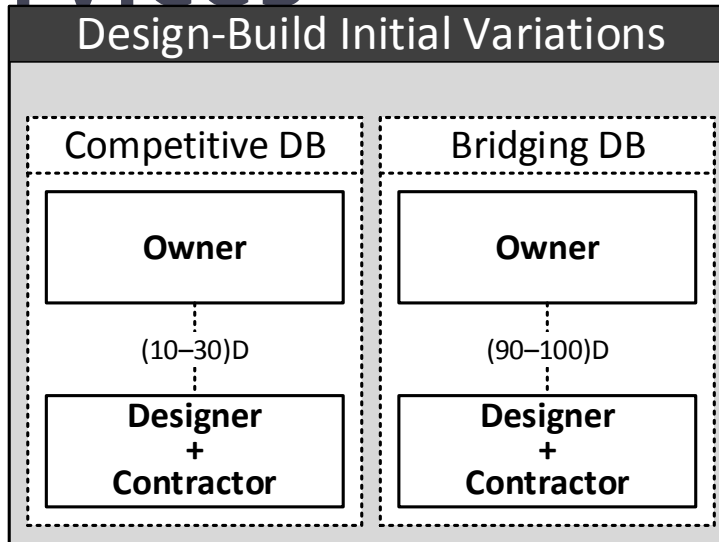 Design-Build Initial Variations
Competitive DB
Owner
(10–30)D
Designer
+
Contractor
Bridging DB
Owner
(90–100)D
Designer
+
Contractor